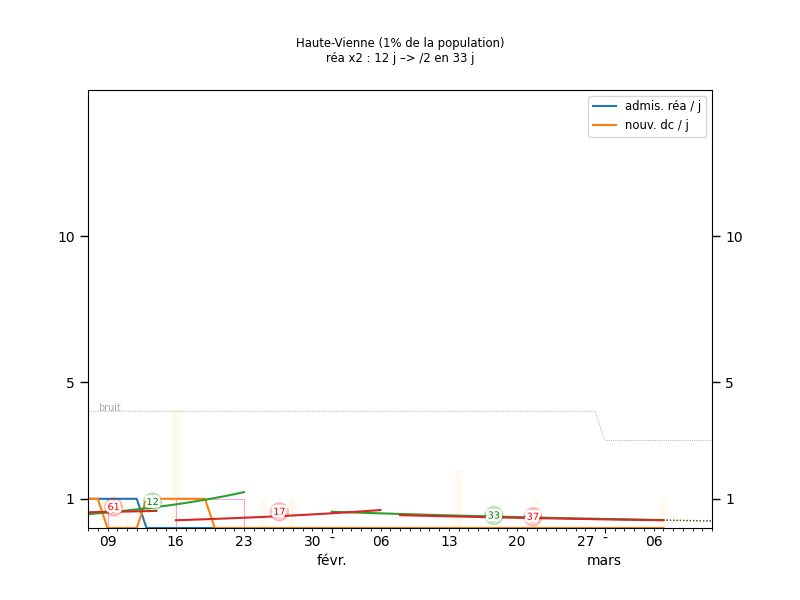 Haute-Vienne (1% de la population)
réa x2 : 12 j –> /2 en 33 j
admis. réa / j
nouv. dc / j
10 10
5 5
bruit
1 1
61 12 17 33 37
09 16 23 30 - 06 13 20 27 - 06
févr. mars